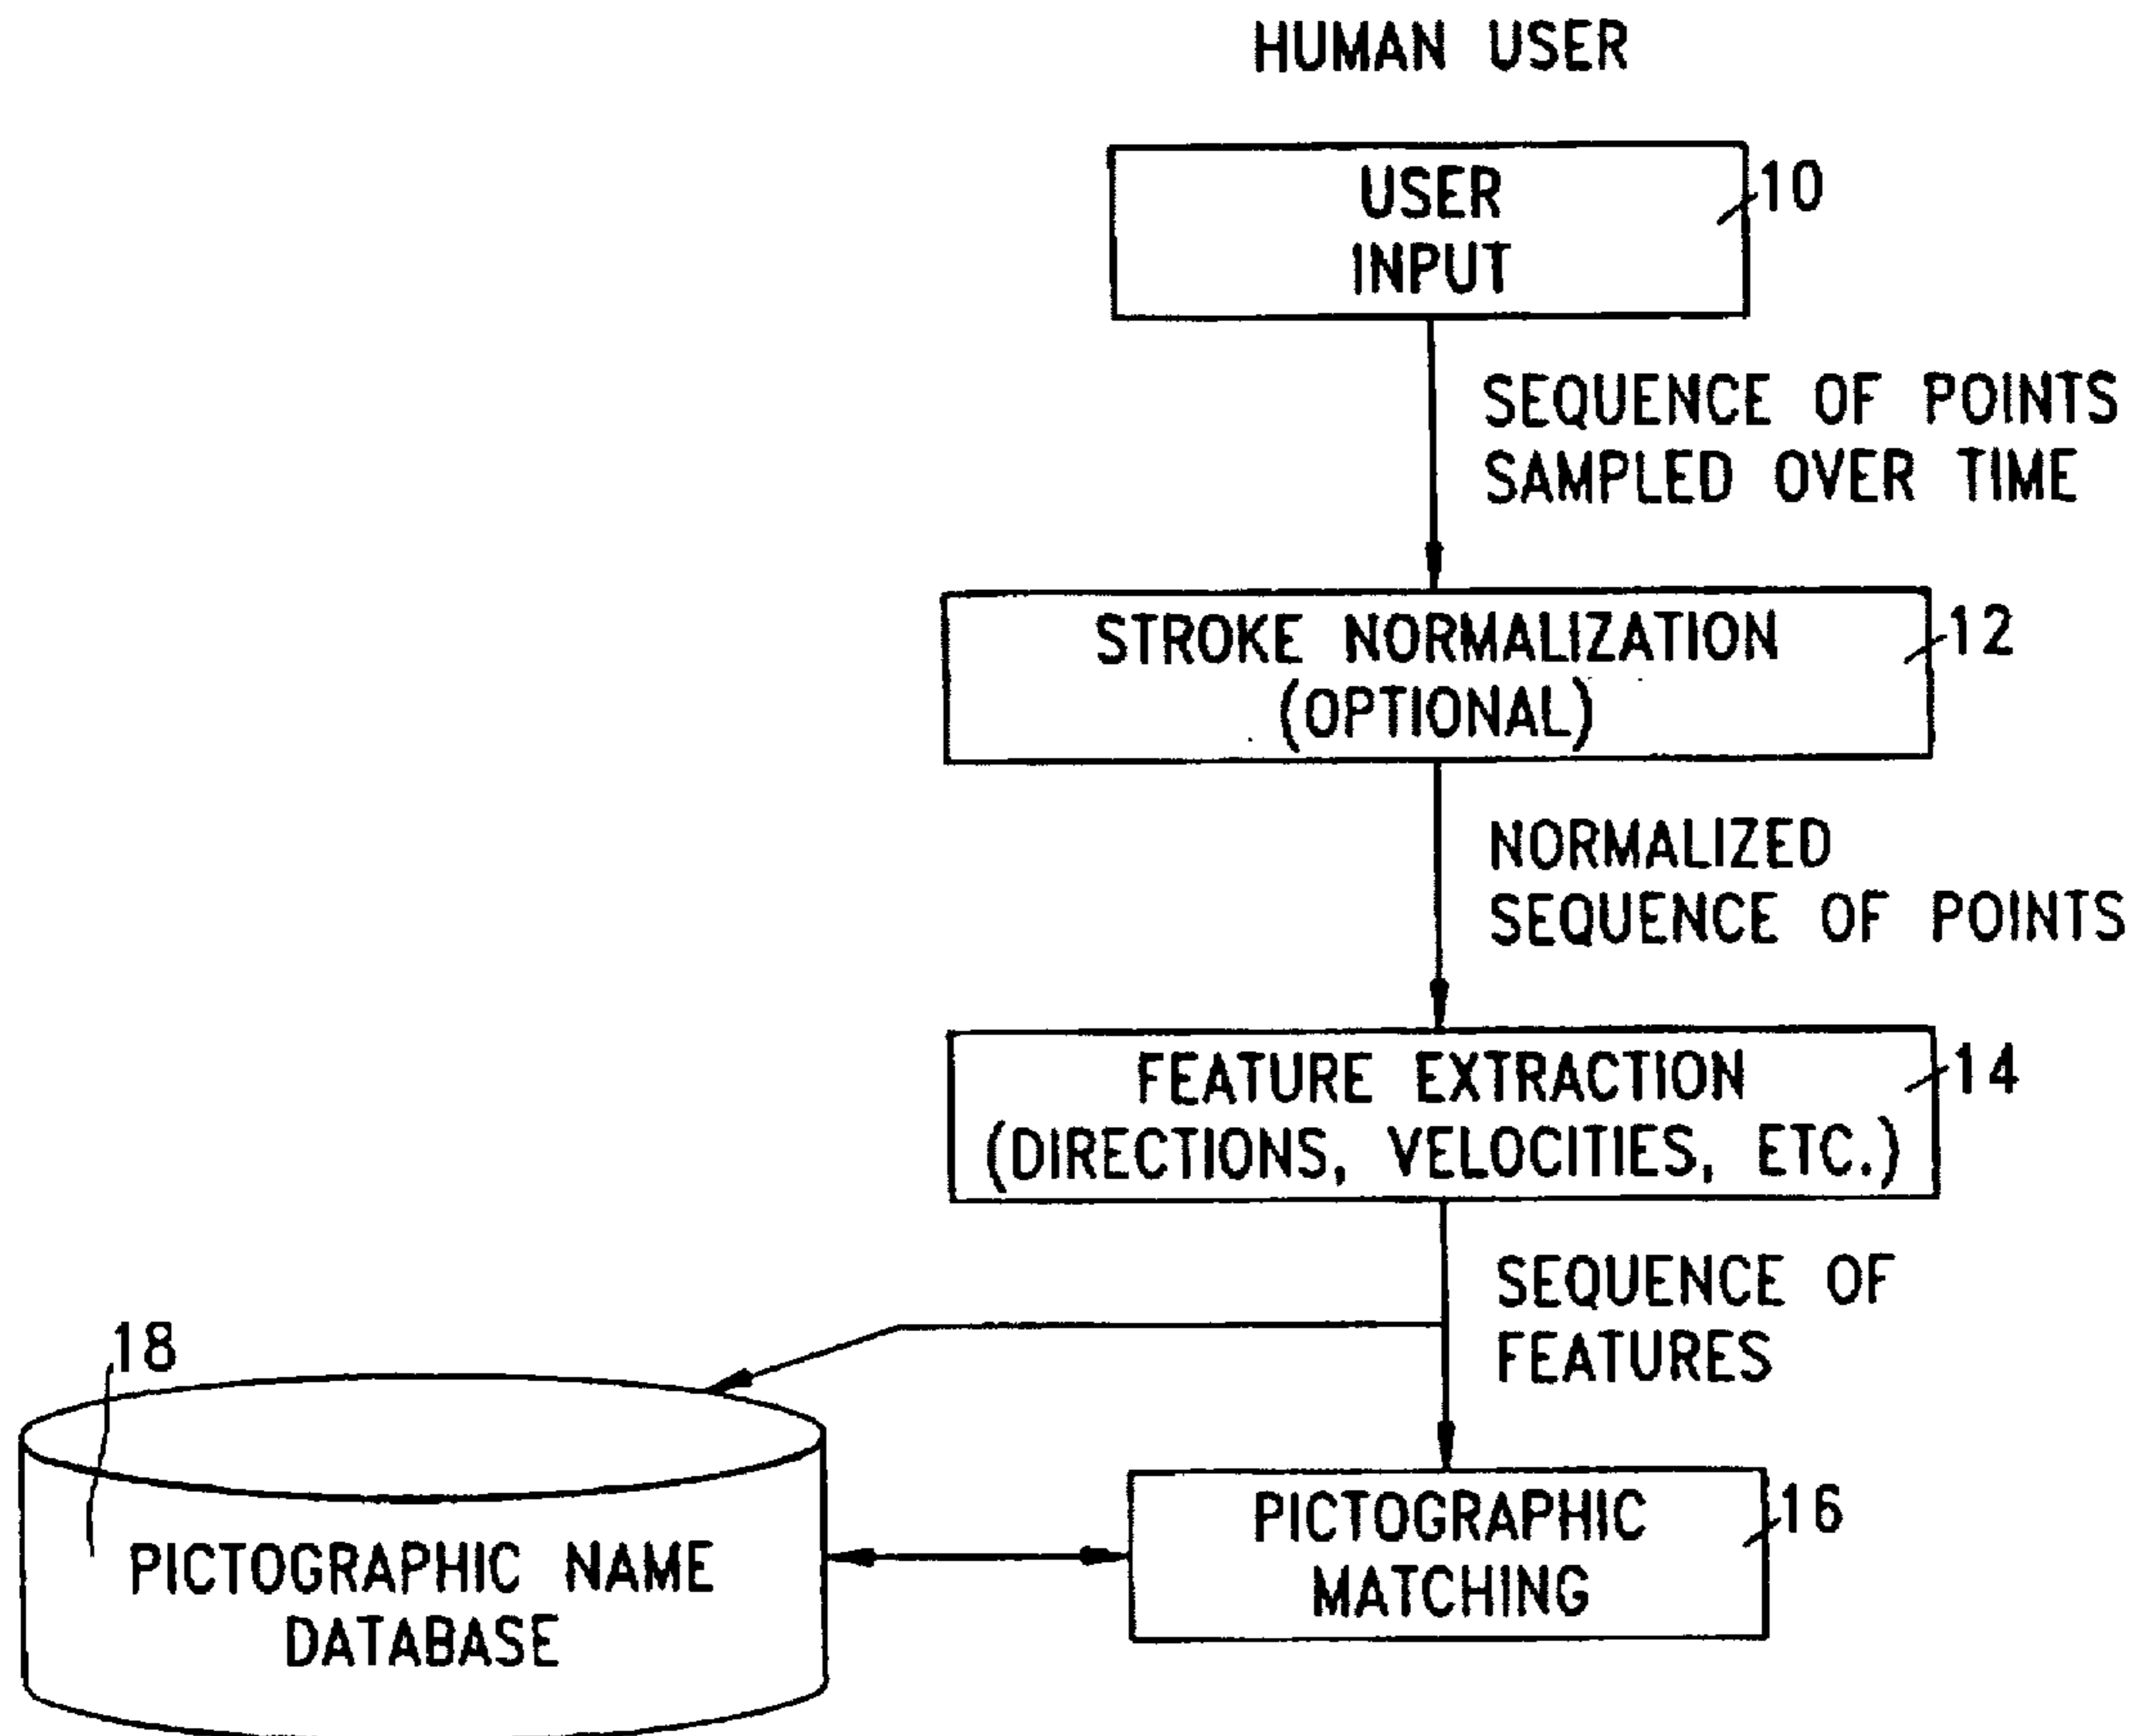 HUMAN USER
USER
INPUT
10
SEQUENCE OF POINTS
SAMPLED OVER TIME
STROKE NORMALIZATION
(OPTIONAL)
12
NORMALIZED
SEQUENCE OF POINTS
FEATURE EXTRACTION
(DIRECTIONS, VELOCITIES, ETC.)
14
SEQUENCE OF
FEATURES
18
PICTOGRAPHIC NAME
DATABASE
PICTOGRAPHIC
MATCHING
16